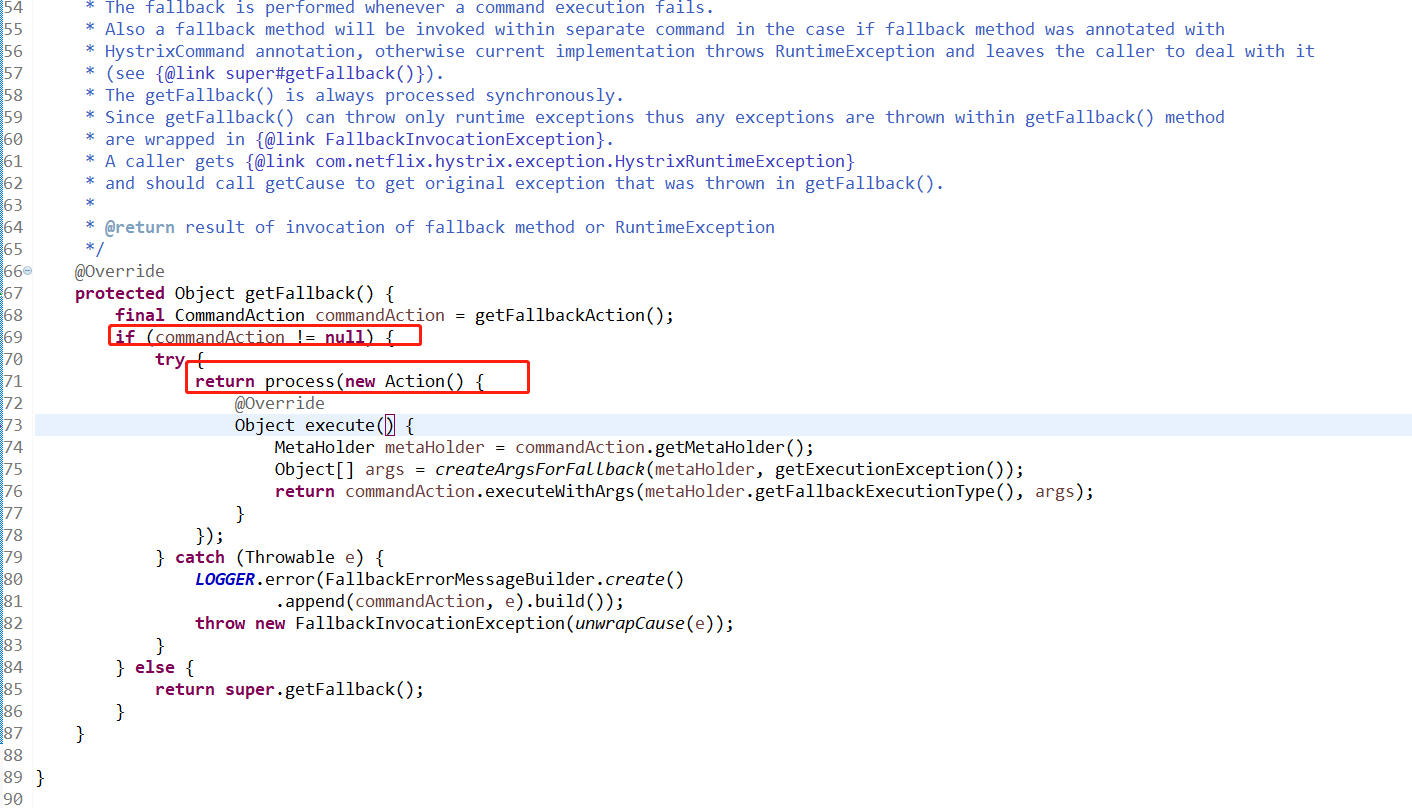 54 * The fallback is performed whenever a command execution fails.
55 * Also a fallback method will be invoked within separate command in the case if fallback method was annotated with
56 * HystrixCommand annotation, otherwise current implementation throws RuntimeException and leaves the caller to deal with it
57 * (see {@link super#getFallback()}).
58 * The getFallback() is always processed synchronously.
59 * Since getFallback() can throw only runtime exceptions thus any exceptions are thrown within getFallback() method
60 * are wrapped in {@link FallbackInvocationException}.
61 * A caller gets {@link com.netflix.hystrix.exception.HystrixRuntimeException}
62 * and should call getCause to get original exception that was thrown in getFallback().
63 *
64 * @return result of invocation of fallback method or RuntimeException
65 */
66 @Override
67 protected Object getFallback() {
68 final CommandAction commandAction = getFallbackAction();
69 if (commandAction != null) {
70 try {
71 return process(new Action() {
72 @Override
73 Object execute() {
74 MetaHolder metaHolder = commandAction.getMetaHolder();
75 Object[] args = createArgsForFallback(metaHolder, getExecutionException());
76 return commandAction.executeWithArgs(metaHolder.getFallbackExecutionType(), args);
77 }
78 });
79 } catch (Throwable e) {
80 LOGGER.error(FallbackErrorMessageBuilder.create()
81 .append(commandAction, e).build());
82 throw new FallbackInvocationException(unwrapCause(e));
83 }
84 } else {
85 return super.getFallback();
86 }
87 }
88
89 }
90